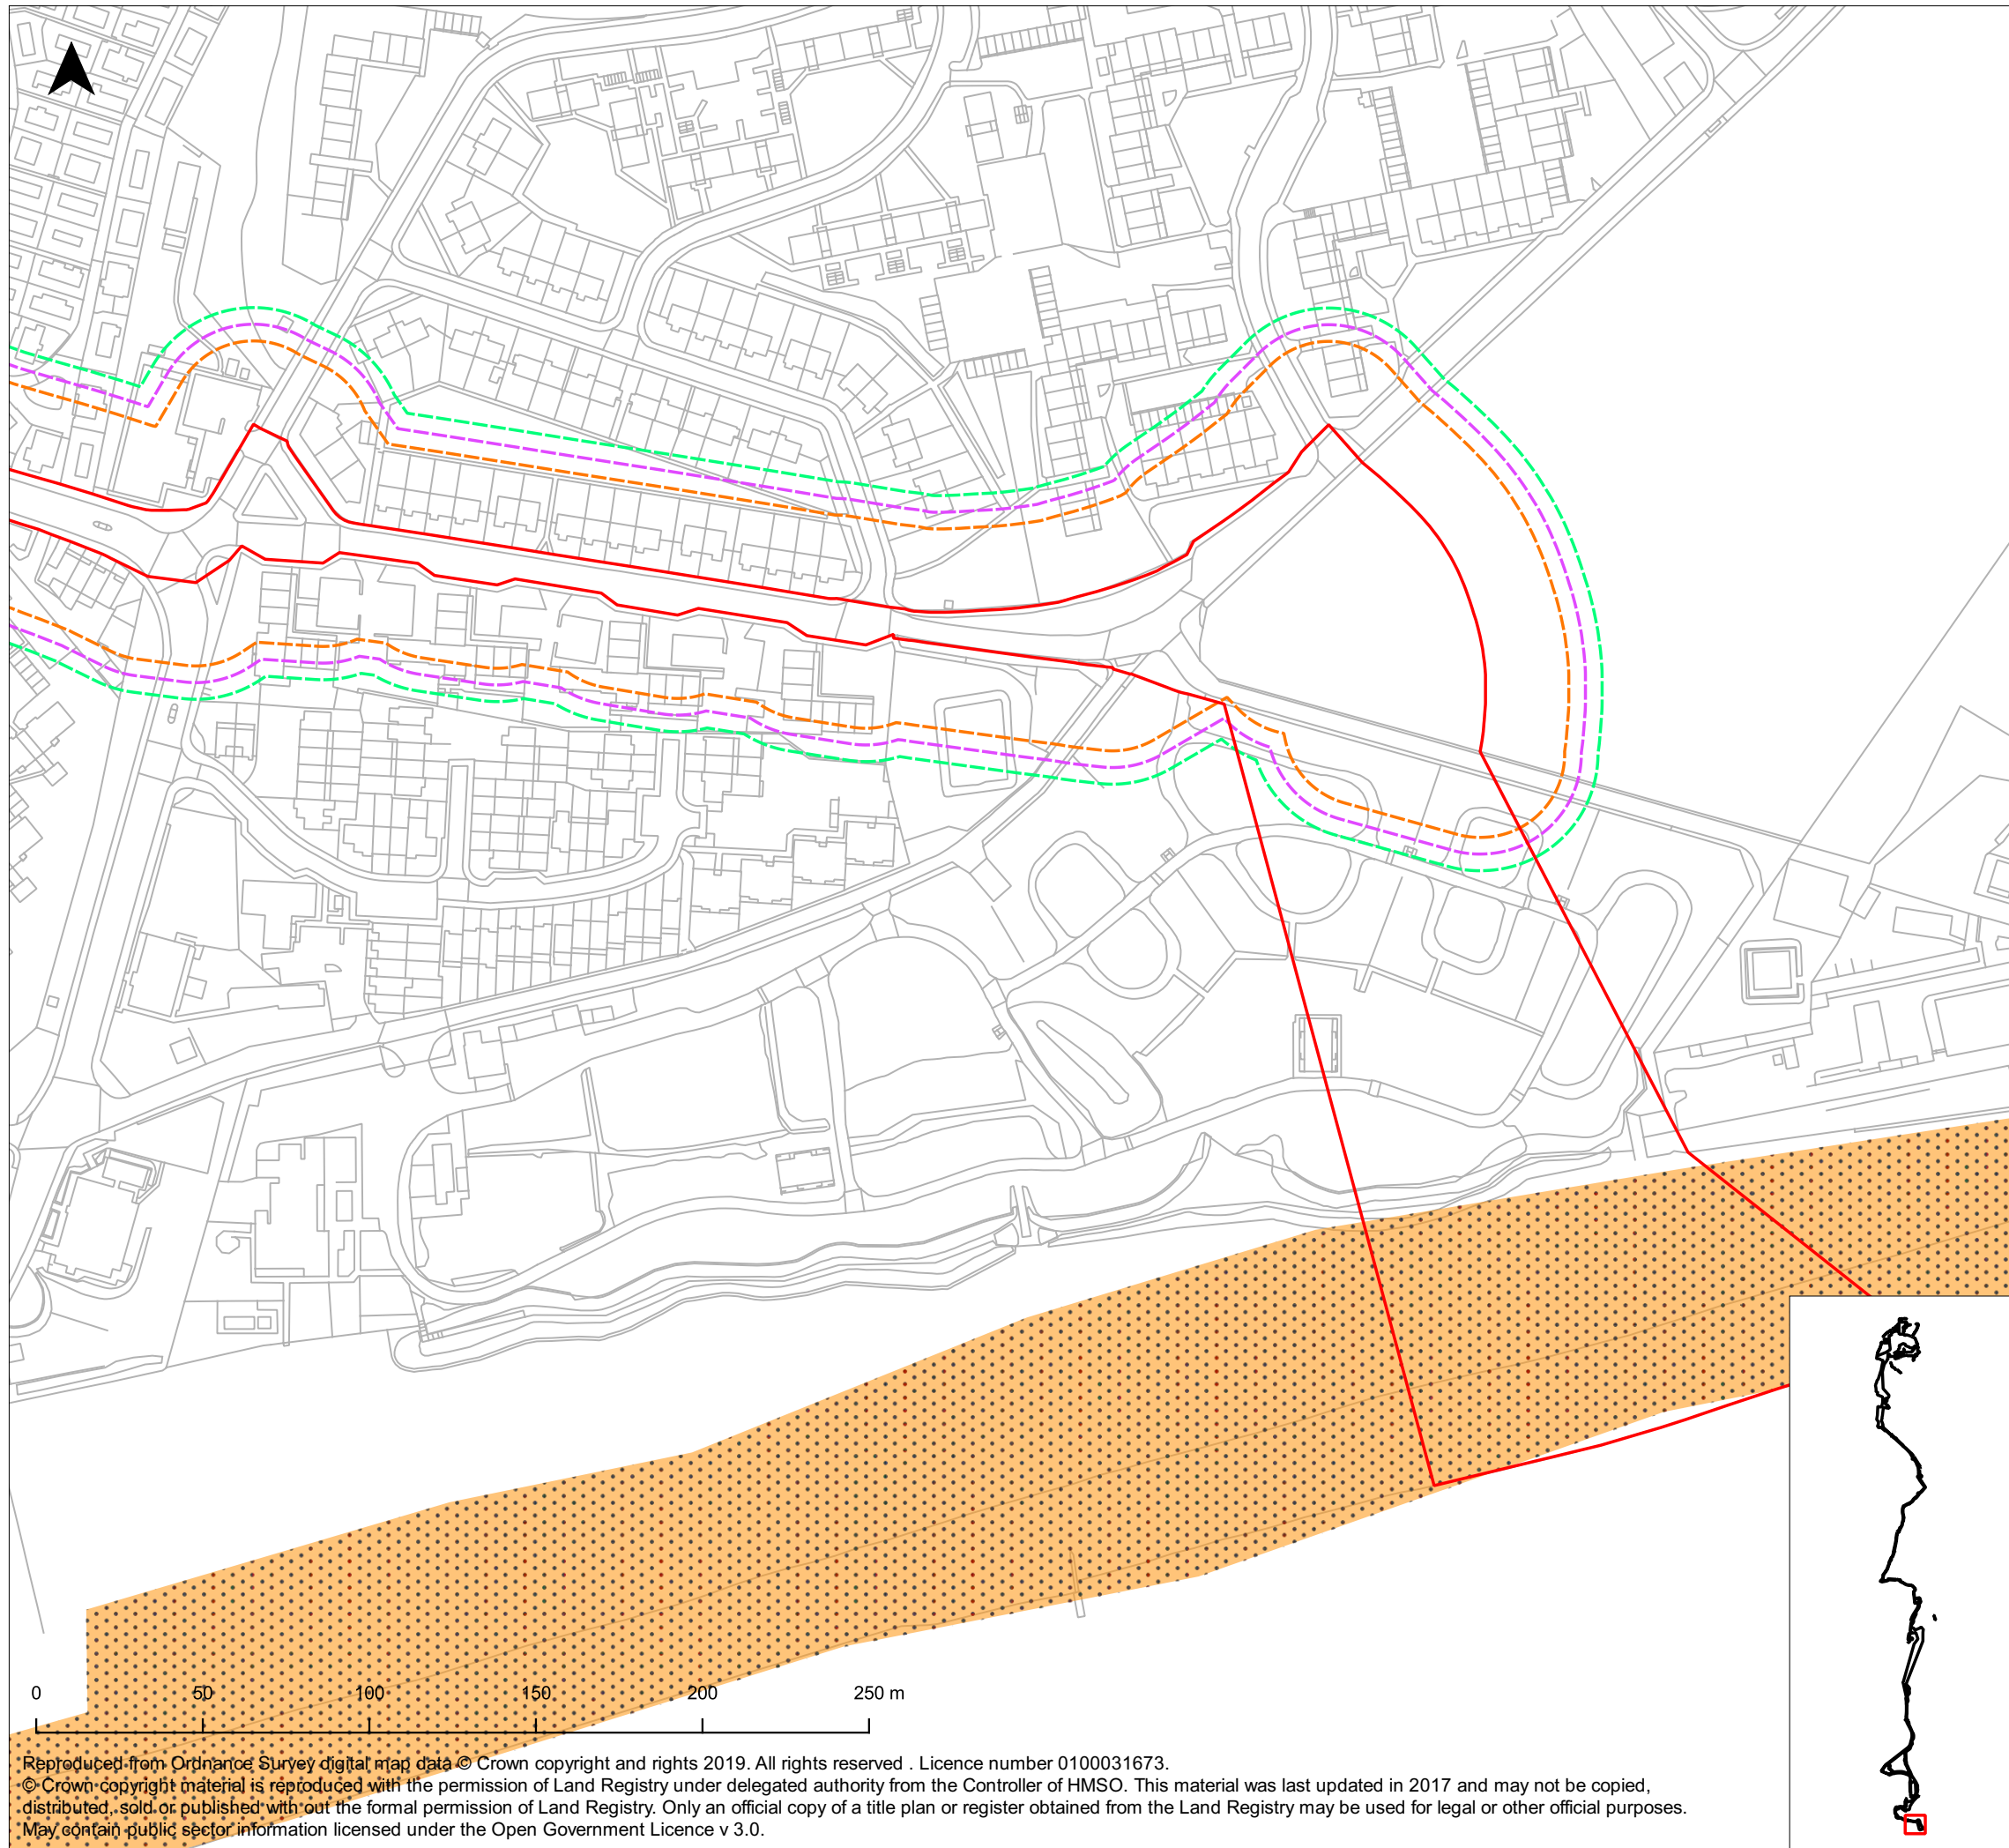 0 50 100 150 200 250 m
Reproduced from Ordnance Survey digital map data © Crown copyright and rights 2019. All rights reserved . Licence number 0100031673.
© Crown copyright material is reproduced with the permission of Land Registry under delegated authority from the Controller of HMSO. This material was last updated in 2017 and may not be copied,
distributed, sold or published with out the formal permission of Land Registry. Only an official copy of a title plan or register obtained from the Land Registry may be used for legal or other official purposes.
May contain public sector information licensed under the Open Government Licence v 3.0.